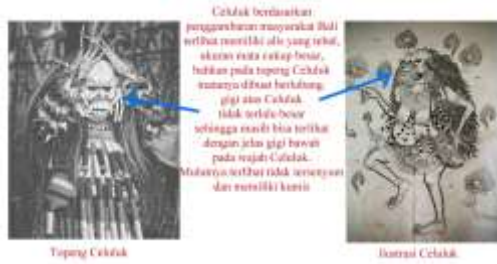 Celuluk berdasarkan
penggambaran masyarakat Bali
terlihat memiliki alis yang tebal,
ukuran mata cukup besar,
bahkan pada topeng Celuluk
matanya dibuat berlubang
gigi atas Celuluk
tidak terlalu besar
sehingga masih bisa terlihat
dengan jelas gigi bawah
pada wajah Celuluk.
Mulutnya terlihat tidak tersenyum
dan memiliki kumis
Topeng Celuluk
Ilustrasi Celuluk